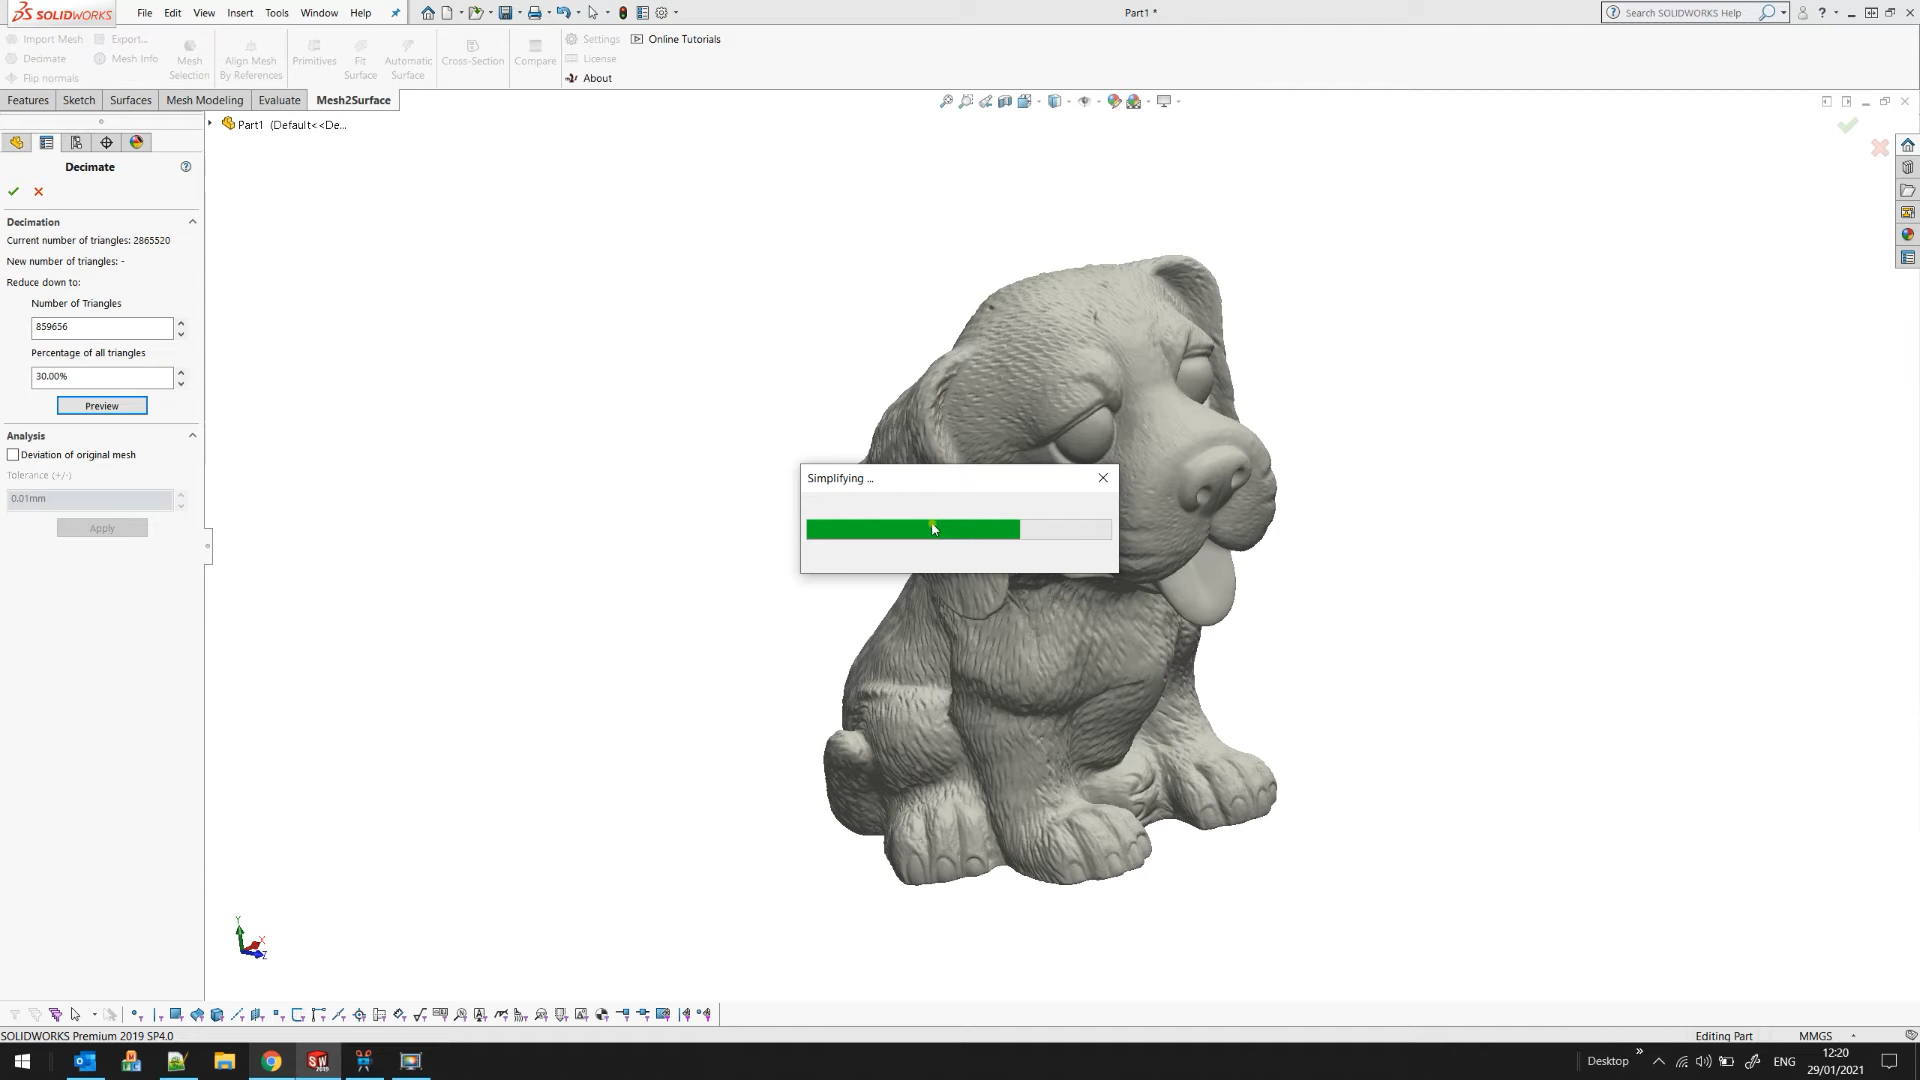 SOLIDWORKS
File Edit View Insert Tools Window Help
Part1 *
Search SOLIDWORKS Help
Import Mesh
Export...
Decimate
Mesh Info
Flip normals
Mesh
Selection
Align Mesh
By References
Primitives
Fit
Surface
Automatic
Surface
Cross-Section
Compare
Settings
Online Tutorials
License
About
Features Sketch Surfaces Mesh Modeling Evaluate Mesh2Surface
Part1 (Default<<De...
Decimate
Decimation
Current number of triangles: 2865520
New number of triangles: -
Reduce down to:
Number of Triangles
859656
Percentage of all triangles
30.00%
Preview
Analysis
Deviation of original mesh
Tolerance (+/-)
0.01mm
Apply
Simplifying ...
Y
X
Z
SOLIDWORKS Premium 2019 SP4.0
Editing Part
MMGS
Desktop
ENG
12:20
29/01/2021